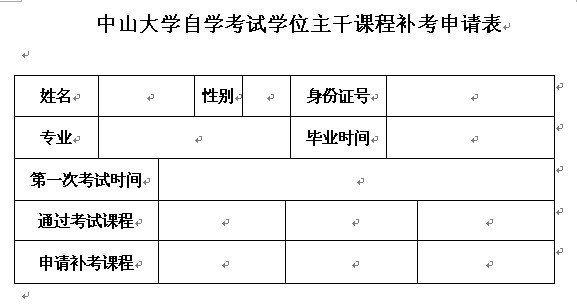 中山大学自学考试学位主干课程补考申请表
姓名 性别 身份证号
专业 毕业时间
第一次考试时间
通过考试课程
申请补考课程